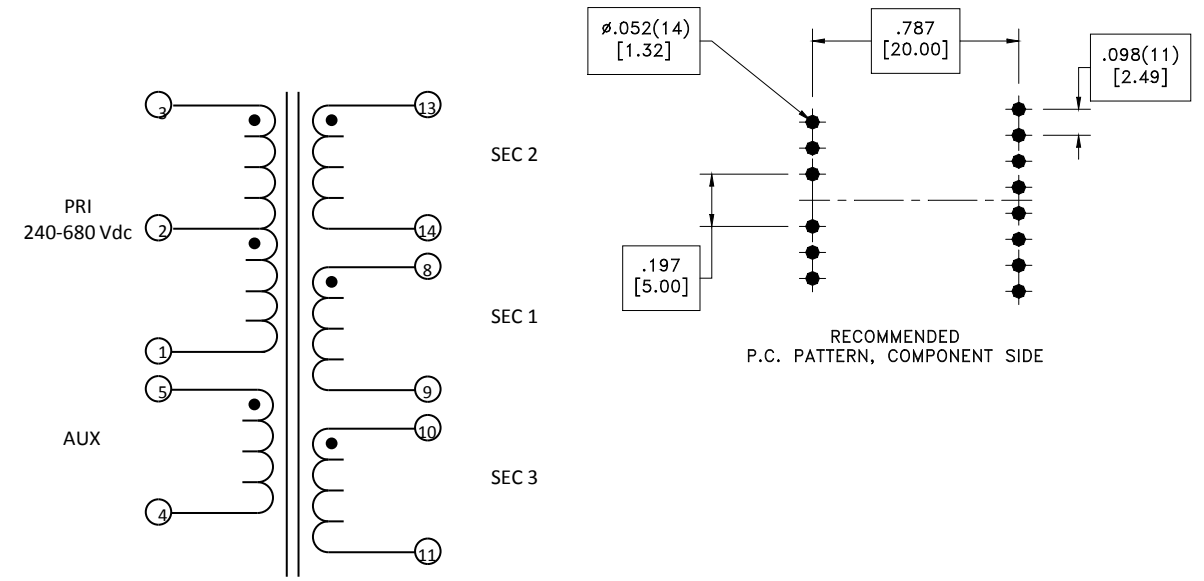 3
PRI
240-680 Vdc
2
1
5
AUX
4
13
SEC 2
14
8
SEC 1
9
10
SEC 3
11
ø.052(14)
[1.32]
.787
[20.00]
.098(11)
[2.49]
.197
[5.00]
RECOMMENDED
P.C. PATTERN, COMPONENT SIDE